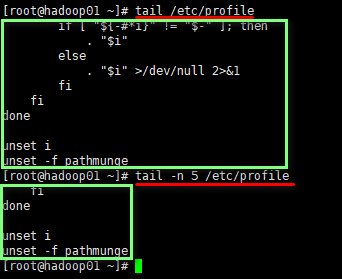 [root@hadoop01 ~]# tail /etc/profile
        if [ "${-#*i}" != "$-" ]; then
            . "$i"
        else
            . "$i" >/dev/null 2>&1
        fi
    fi
done

unset i
unset -f pathmunge
[root@hadoop01 ~]# tail -n 5 /etc/profile
    fi
done

unset i
unset -f pathmunge
[root@hadoop01 ~]#